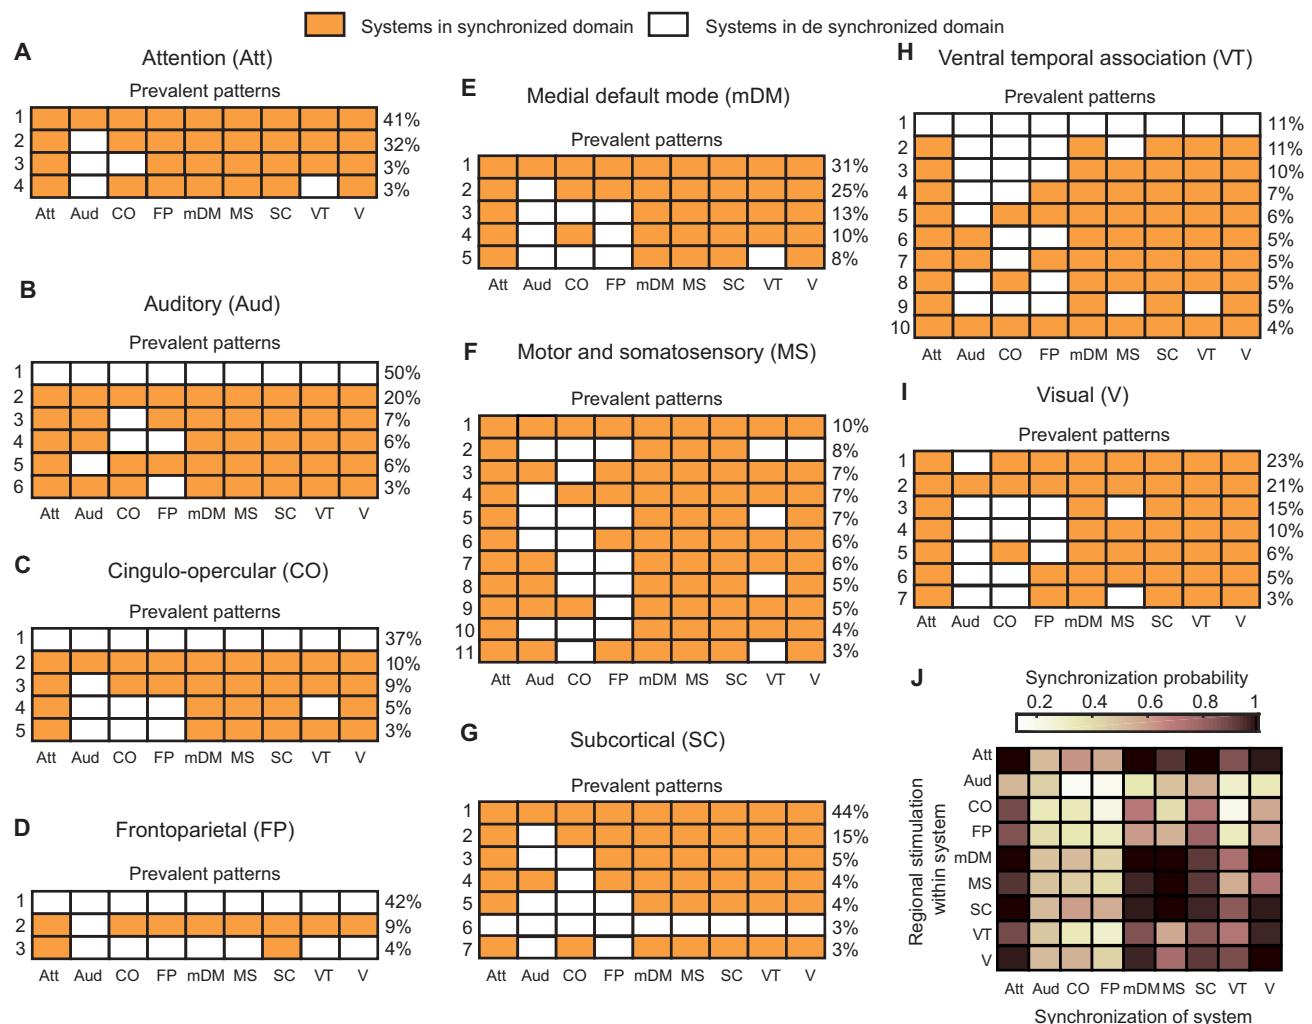 Systems in synchronized domain
Systems in de synchronized domain
A
Attention (Att)
Prevalent patterns
1 41%
2 32%
3 3%
4 3%
Att Aud CO FP mDM MS SC VT V
B
Auditory (Aud)
Prevalent patterns
1 50%
2 20%
3 7%
4 6%
5 6%
6 3%
Att Aud CO FP mDM MS SC VT V
C
Cingulo-opercular (CO)
Prevalent patterns
1 37%
2 10%
3 9%
4 5%
5 3%
Att Aud CO FP mDM MS SC VT V
D
Frontoparietal (FP)
Prevalent patterns
1 42%
2 9%
3 4%
Att Aud CO FP mDM MS SC VT V
E
Medial default mode (mDM)
Prevalent patterns
1 31%
2 25%
3 13%
4 10%
5 8%
Att Aud CO FP mDM MS SC VT V
F
Motor and somatosensory (MS)
Prevalent patterns
1 10%
2 8%
3 7%
4 7%
5 7%
6 6%
7 6%
8 5%
9 5%
10 4%
11 3%
Att Aud CO FP mDM MS SC VT V
G
Subcortical (SC)
Prevalent patterns
1 44%
2 15%
3 5%
4 4%
5 4%
6 3%
7 3%
Att Aud CO FP mDM MS SC VT V
H
Ventral temporal association (VT)
Prevalent patterns
1 11%
2 11%
3 10%
4 7%
5 6%
6 5%
7 5%
8 5%
9 5%
10 4%
Att Aud CO FP mDM MS SC VT V
I
Visual (V)
Prevalent patterns
1 23%
2 21%
3 15%
4 10%
5 6%
6 5%
7 3%
Att Aud CO FP mDM MS SC VT V
J
Synchronization probability
0.2 0.4 0.6 0.8 1
Regional stimulation
within system
Att
Aud
CO
FP
mDM
MS
SC
VT
V
Att Aud CO FP mDM MS SC VT V
Synchronization of system